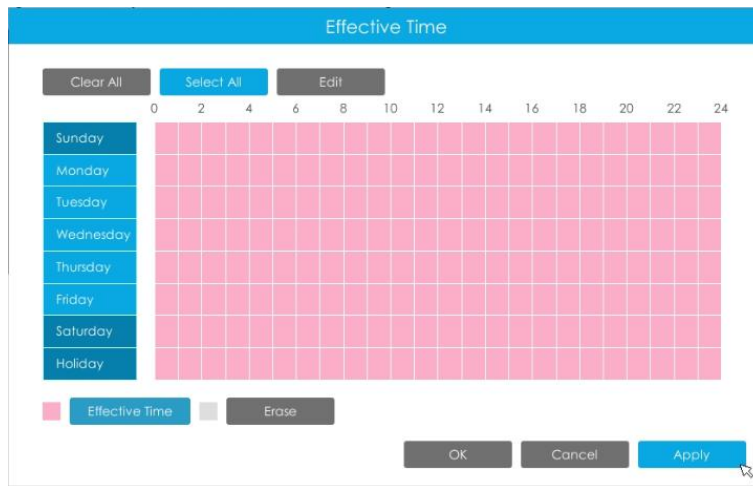 Effective Time
Clear All Select All Edit
0 2 4 6 8 10 12 14 16 18 20 22 24
Sunday
Monday
Tuesday
Wednesday
Thursday
Friday
Saturday
Holiday
Effective Time Erase
OK Cancel Apply